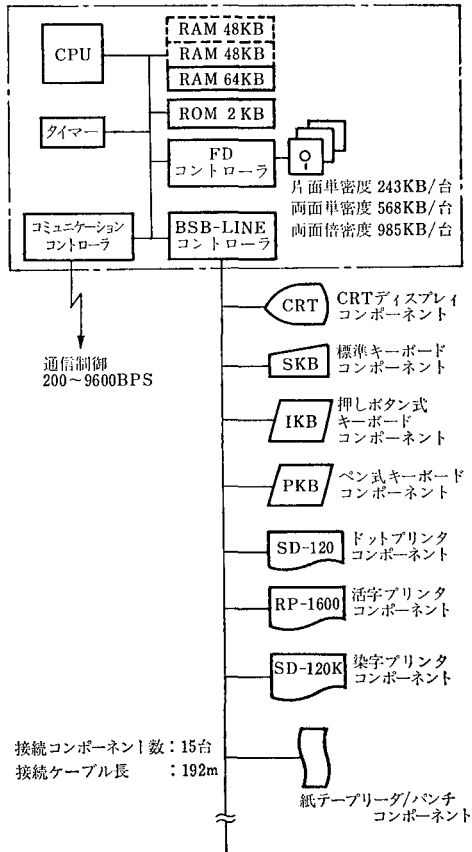 CPU
RAM 48KB
RAM 48KB
RAM 64KB
ROM 2KB
タイマー
FD
コントローラ
片面単密度 243KB/台
両面単密度 568KB/台
両面倍密度 985KB/台
コミュニケーション
コントローラ
BSB-LINE
コントローラ
通信制御
200~9600BPS
CRT
CRTディスプレイ
コンポーネント
SKB
標準キーボード
コンポーネント
IKB
押しボタン式
キーボード
コンポーネント
PKB
ペン式キーボード
コンポーネント
SD-120
ドットプリンタ
コンポーネント
RP-1600
活字プリンタ
コンポーネント
SD-120K
染字プリンタ
コンポーネント
接続コンポーネント数:15台
接続ケーブル長 :192m
紙テープリーダ/パンチ
コンポーネント